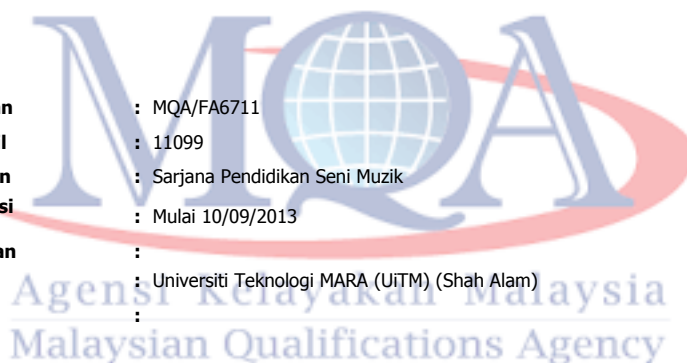 MQA
an : MQA/FA6711
l : 11099
n : Sarjana Pendidikan Seni Muzik
si : Mulai 10/09/2013
an :
: Universiti Teknologi MARA (UiTM) (Shah Alam)
:
Agensi Kelayakan Malaysia
Malaysian Qualifications Agency